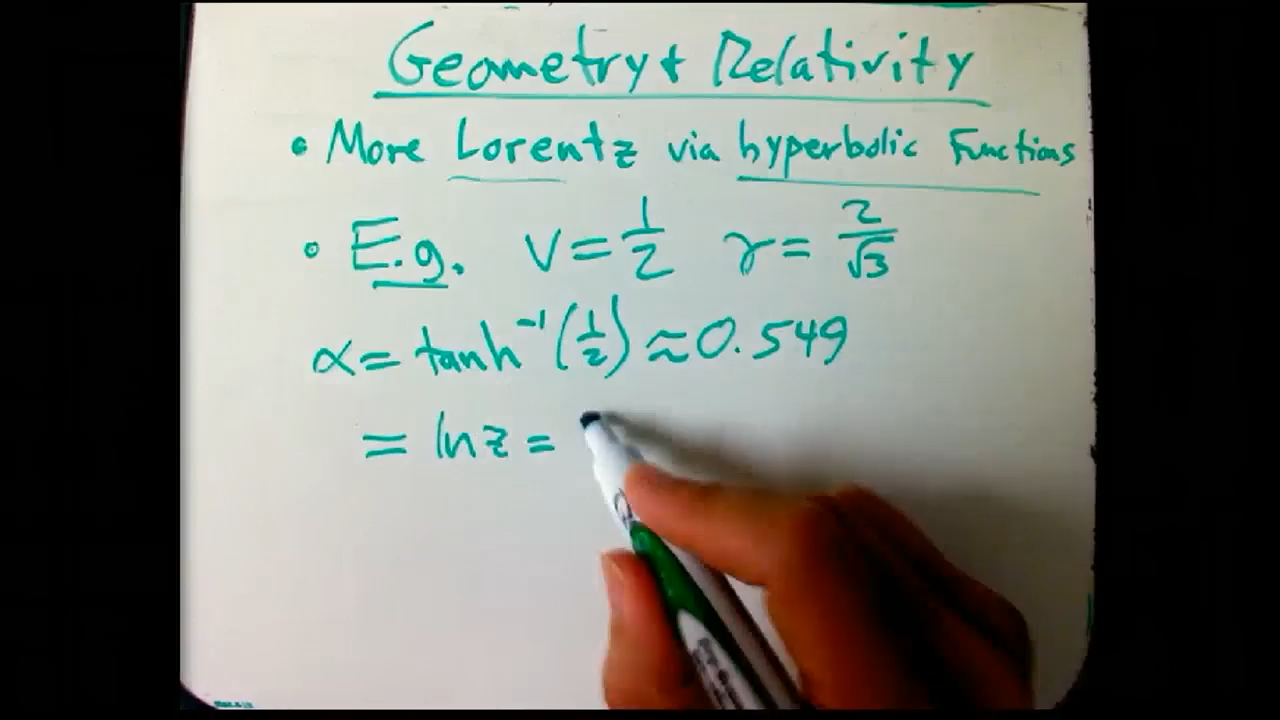 Geometry + Relativity
• More Lorentz via hyperbolic Functions
• E.g. V = 1/2 γ = 2/√3
α = tanh⁻¹(1/2) ≈ 0.549
= ln z =